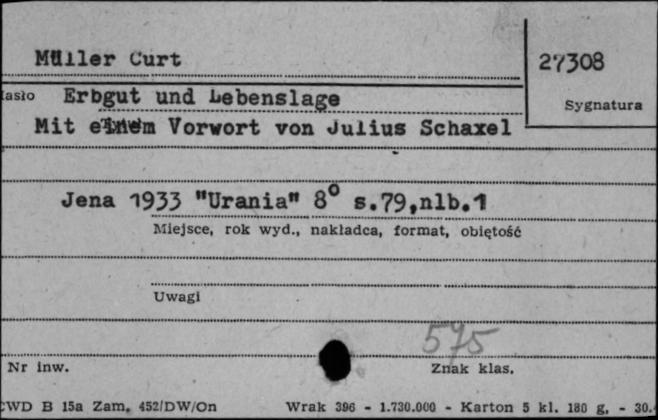 Müller Curt
27308
asło Erbgut und Lebenslage
Sygnatura
Mit einem Vorwort von Julius Schaxel
Jena 1933 "Urania" 8° s.79,nlb.1
Miejsce, rok wyd., nakładca, format, obiętość
Uwagi
575
Nr inw.
Znak klas.
CWD B 15a Zam. 452/DW/On Wrak 396 - 1.730.000 - Karton 5 kl. 180 g. - 30.